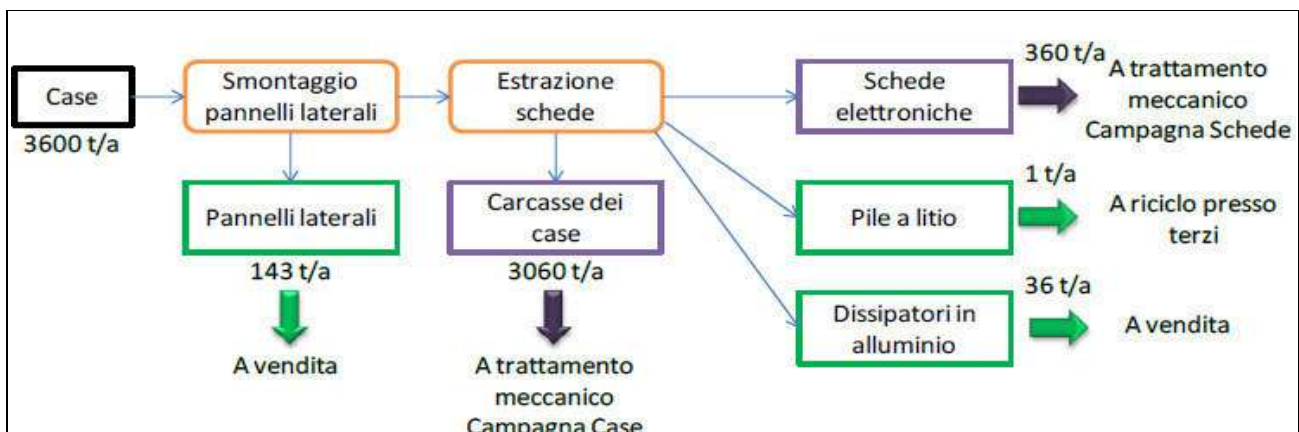 Case
3600 t/a
Smontaggio
pannelli laterali
Estrazione
schede
Schede
elettroniche
360 t/a
A trattamento
meccanico
Campagna Schede
Pannelli laterali
143 t/a
A vendita
Carcasse dei
case
3060 t/a
A trattamento
meccanico
Campagna Case
Pile a litio
1 t/a
A riciclo presso
terzi
Dissipatori in
alluminio
36 t/a
A vendita